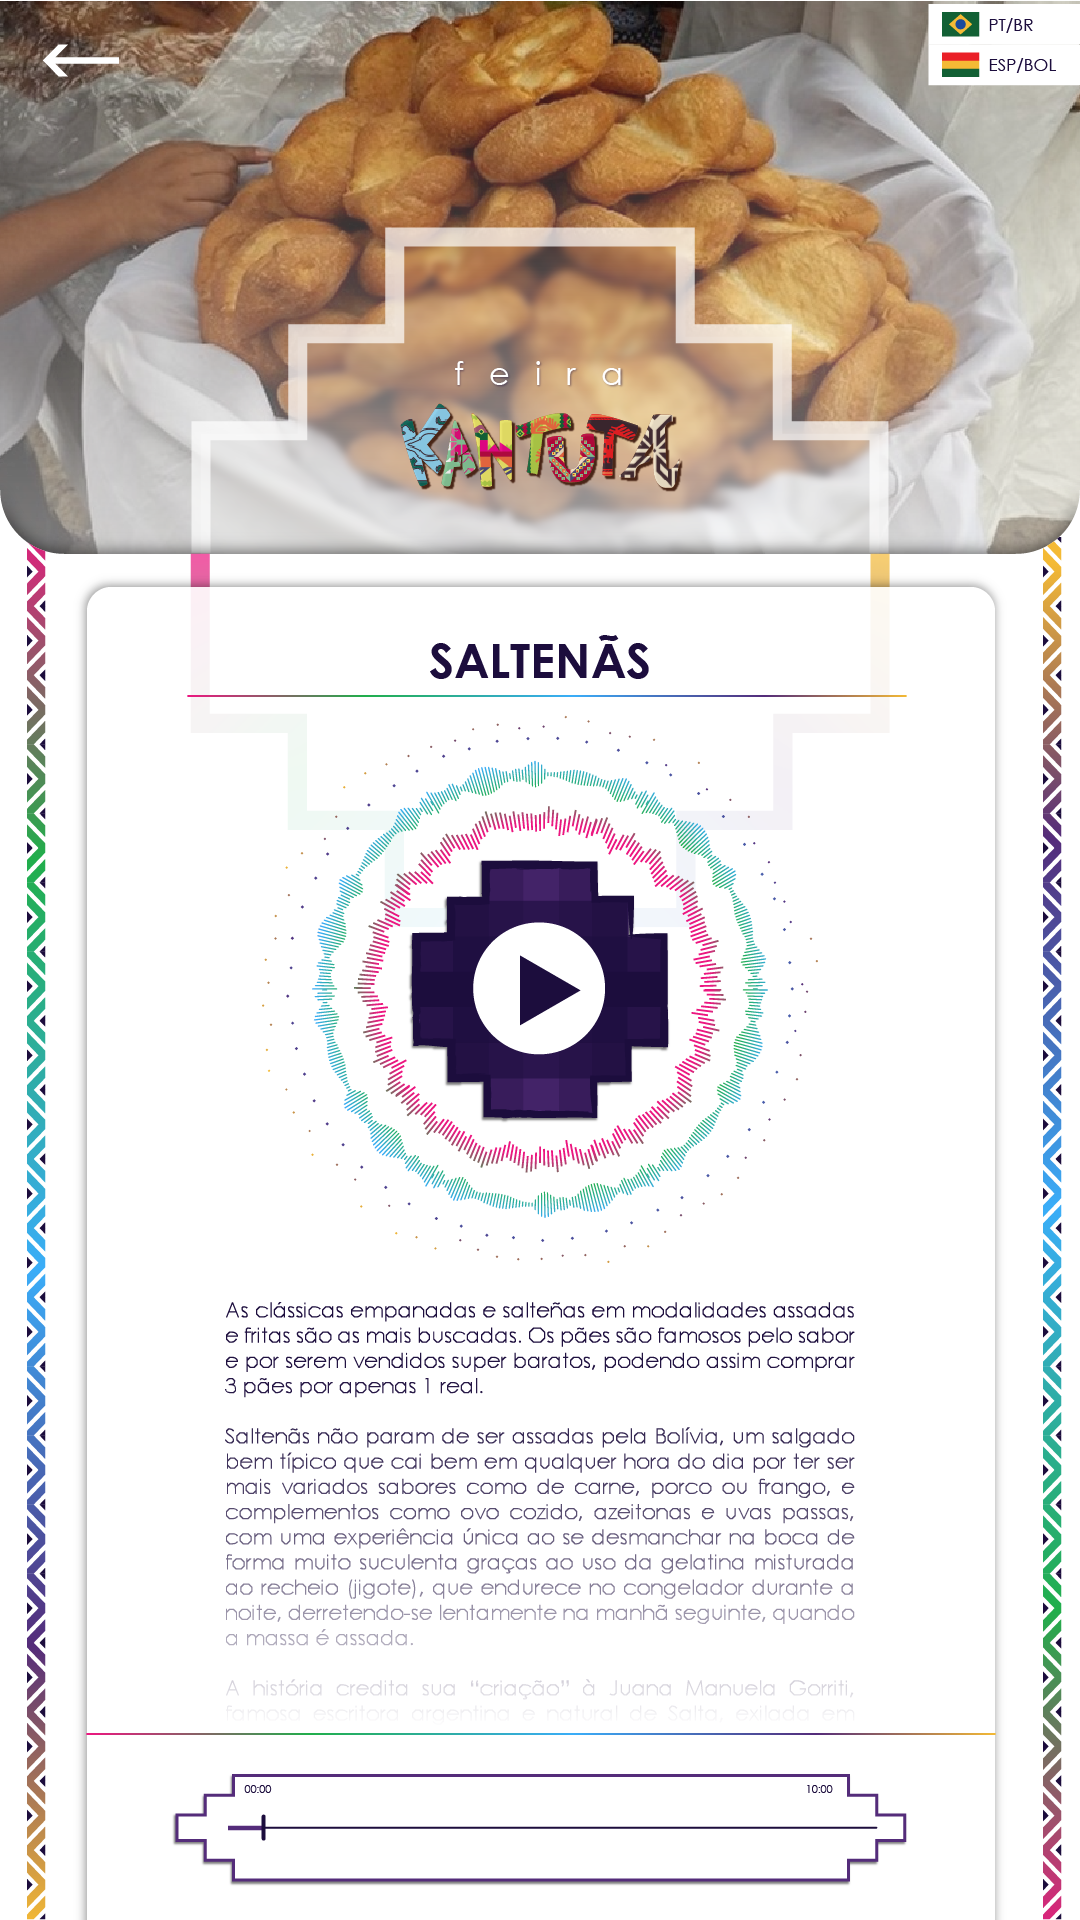 PT/BR
ESP/BOL
feira
KANTUTA
SALTENÃS
As clássicas empanadas e salteñas em modalidades assadas
e fritas são as mais buscadas. Os pães são famosos pelo sabor
e por serem vendidos super baratos, podendo assim comprar
3 pães por apenas 1 real.
Saltenãs não param de ser assadas pela Bolívia, um salgado
bem típico que cai bem em qualquer hora do dia por ter ser
mais variados sabores como de carne, porco ou frango, e
complementos como ovo cozido, azeitonas e uvas passas,
com uma experiência única ao se desmanchar na boca de
forma muito suculenta graças ao uso da gelatina misturada
ao recheio (jigote), que endurece no congelador durante a
noite, derretendo-se lentamente na manhã seguinte, quando
a massa é assada.
A história credita sua “criação” à Juana Manuela Gorriti,
famosa escritora argentina e natural de Salta, exilada em
00:00
10:00